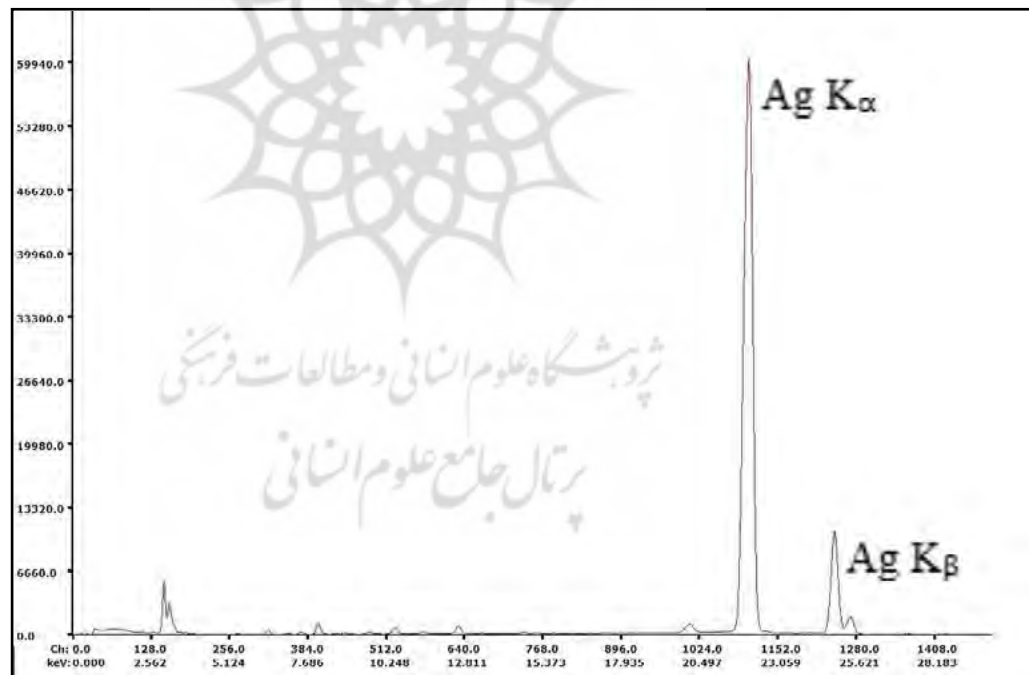 59940.0
Ag Kα
53280.0
46620.0
39960.0
33300.0
پژوهشگاه علوم انسانی و مطالعات فرهنگی
26640.0
19980.0
پرتال جامع علوم انسانی
13320.0
6660.0
Ag Kβ
0.0
Ch: 0.0 128.0 256.0 384.0 512.0 640.0 768.0 896.0 1024.0 1152.0 1280.0 1408.0
keV: 0.000 2.562 5.124 7.686 10.248 12.811 15.373 17.935 20.497 23.059 25.621 28.183